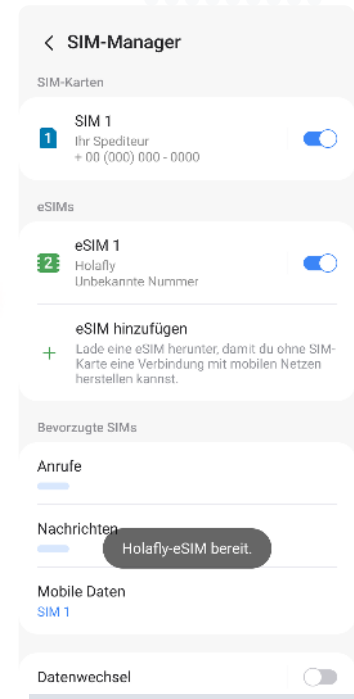 SIM-Manager
SIM-Karten
1
SIM 1
Ihr Spediteur
+ 00 (000) 000 - 0000
eSIMs
2
eSIM 1
Holafly
Unbekannte Nummer
eSIM hinzufügen
Lade eine eSIM herunter, damit du ohne SIM-
Karte eine Verbindung mit mobilen Netzen
herstellen kannst.
Bevorzugte SIMs
Anrufe
Nachrichten
Holafly-eSIM bereit.
Mobile Daten
SIM 1
Datenwechsel